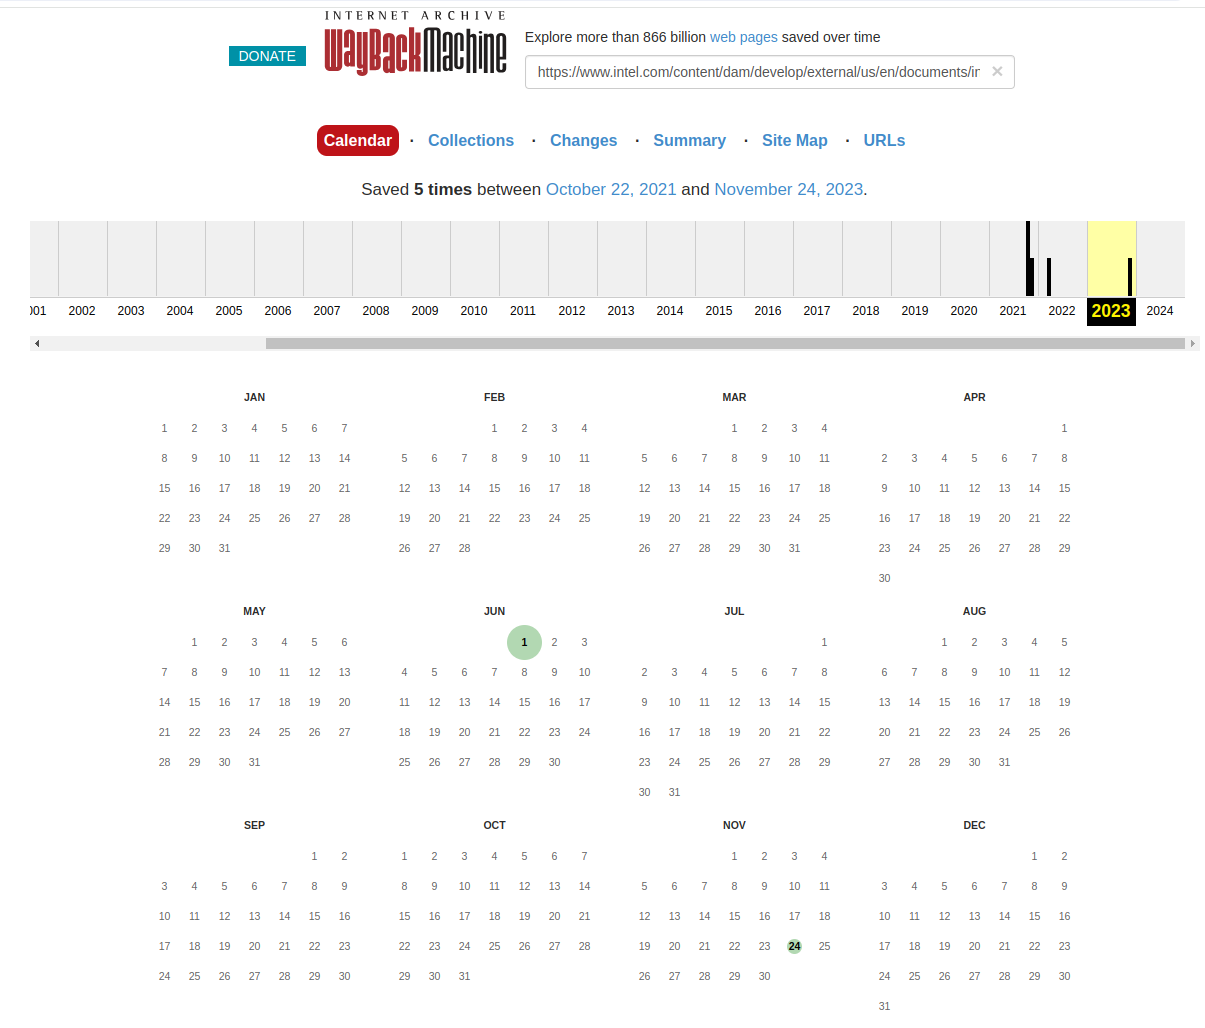 INTERNET ARCHIVE
WayBackMachine
DONATE
Explore more than 866 billion web pages saved over time
https://www.intel.com/content/dam/develop/external/us/en/documents/in ✕
Calendar · Collections · Changes · Summary · Site Map · URLs
Saved 5 times between October 22, 2021 and November 24, 2023.
001 2002 2003 2004 2005 2006 2007 2008 2009 2010 2011 2012 2013 2014 2015 2016 2017 2018 2019 2020 2021 2022 2023 2024
JAN
1 2 3 4 5 6 7
8 9 10 11 12 13 14
15 16 17 18 19 20 21
22 23 24 25 26 27 28
29 30 31
FEB
1 2 3 4
5 6 7 8 9 10 11
12 13 14 15 16 17 18
19 20 21 22 23 24 25
26 27 28
MAR
1 2 3 4
5 6 7 8 9 10 11
12 13 14 15 16 17 18
19 20 21 22 23 24 25
26 27 28 29 30 31
APR
1
2 3 4 5 6 7 8
9 10 11 12 13 14 15
16 17 18 19 20 21 22
23 24 25 26 27 28 29
30
MAY
1 2 3 4 5 6
7 8 9 10 11 12 13
14 15 16 17 18 19 20
21 22 23 24 25 26 27
28 29 30 31
JUN
1 2 3
4 5 6 7 8 9 10
11 12 13 14 15 16 17
18 19 20 21 22 23 24
25 26 27 28 29 30
JUL
1
2 3 4 5 6 7 8
9 10 11 12 13 14 15
16 17 18 19 20 21 22
23 24 25 26 27 28 29
30 31
AUG
1 2 3 4 5
6 7 8 9 10 11 12
13 14 15 16 17 18 19
20 21 22 23 24 25 26
27 28 29 30 31
SEP
1 2
3 4 5 6 7 8 9
10 11 12 13 14 15 16
17 18 19 20 21 22 23
24 25 26 27 28 29 30
OCT
1 2 3 4 5 6 7
8 9 10 11 12 13 14
15 16 17 18 19 20 21
22 23 24 25 26 27 28
29 30 31
NOV
1 2 3 4
5 6 7 8 9 10 11
12 13 14 15 16 17 18
19 20 21 22 23 24 25
26 27 28 29 30
DEC
1 2
3 4 5 6 7 8 9
10 11 12 13 14 15 16
17 18 19 20 21 22 23
24 25 26 27 28 29 30
31